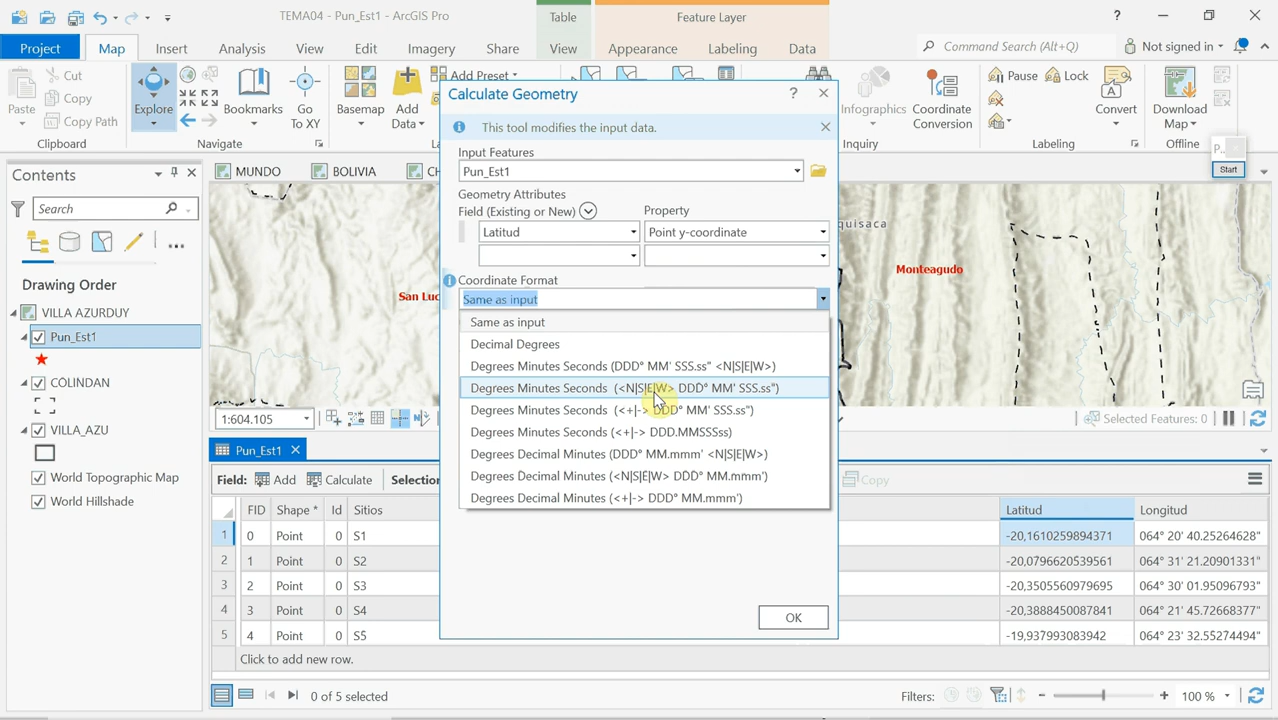 TEMA04 - Pun_Est1 - ArcGIS Pro
Table
Feature Layer
?
Project
Map
Insert
Analysis
View
Edit
Imagery
Share
View
Appearance
Labeling
Data
Command Search (Alt+Q)
Not signed in
Paste
Cut
Copy
Copy Path
Clipboard
Explore
Bookmarks
Go
To XY
Navigate
Basemap
Add
Data
Add Preset
Infographics
Coordinate
Conversion
Inquiry
Pause
Lock
Convert
Labeling
Download
Map
Offline
P...
Start
Contents
Search
Drawing Order
VILLA AZURDUY
Pun_Est1
COLINDAN
VILLA_AZU
World Topographic Map
World Hillshade
MUNDO
BOLIVIA
CH
San Luc
quisaca
Monteagudo
1:604.105
Selected Features: 0
Calculate Geometry
?
This tool modifies the input data.
Input Features
Pun_Est1
Geometry Attributes
Field (Existing or New)
Property
Latitud
Point y-coordinate
Coordinate Format
Same as input
Same as input
Decimal Degrees
Degrees Minutes Seconds (DDD° MM' SSS.ss" <N|S|E|W>)
Degrees Minutes Seconds (<N|S|E|W> DDD° MM' SSS.ss")
Degrees Minutes Seconds (<+|-> DDD° MM' SSS.ss")
Degrees Minutes Seconds (<+|-> DDD.MMSSSss)
Degrees Decimal Minutes (DDD° MM.mmm' <N|S|E|W>)
Degrees Decimal Minutes (<N|S|E|W> DDD° MM.mmm')
Degrees Decimal Minutes (<+|-> DDD° MM.mmm')
OK
Pun_Est1
Field:
Add
Calculate
Selection
Copy
FID Shape * Id Sitios Latitud Longitud
1 0 Point 0 S1 -20,1610259894371 064° 20' 40.25264628"
2 1 Point 0 S2 -20,0796620539561 064° 31' 21.20901331"
3 2 Point 0 S3 -20,3505560979695 064° 30' 01.95095793"
4 3 Point 0 S4 -20,3888450087841 064° 21' 45.72668377"
5 4 Point 0 S5 -19,937993083942 064° 23' 32.55274494"
Click to add new row.
0 of 5 selected
Filters:
100 %